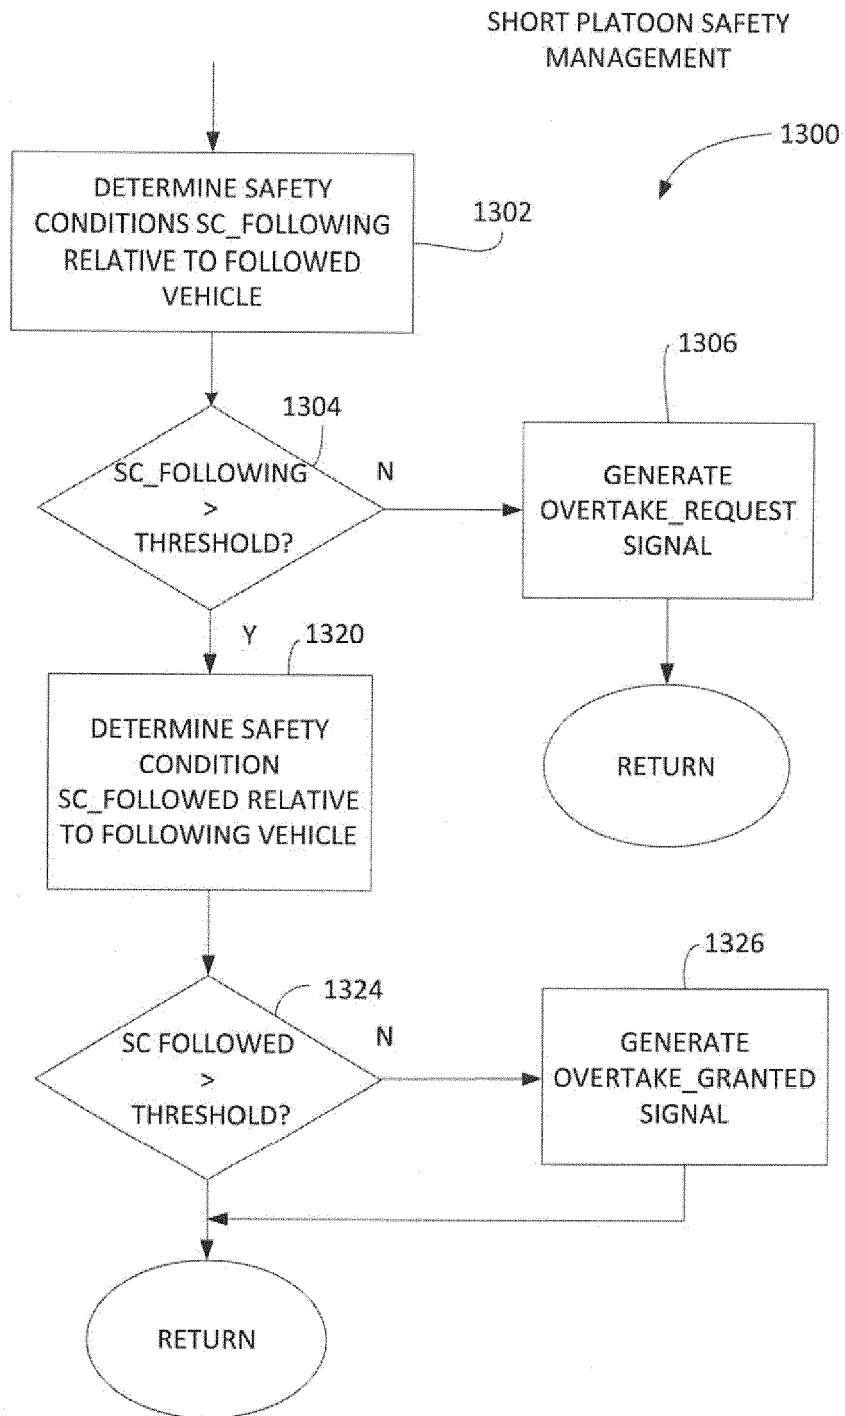 SHORT PLATOON SAFETY
MANAGEMENT
1300
DETERMINE SAFETY
CONDITIONS SC_FOLLOWING
RELATIVE TO FOLLOWED
VEHICLE
1302
1304
SC_FOLLOWING
>
THRESHOLD?
N
1306
GENERATE
OVERTAKE_REQUEST
SIGNAL
RETURN
Y
1320
DETERMINE SAFETY
CONDITION
SC_FOLLOWED RELATIVE
TO FOLLOWING VEHICLE
1324
SC FOLLOWED
>
THRESHOLD?
N
1326
GENERATE
OVERTAKE_GRANTED
SIGNAL
RETURN